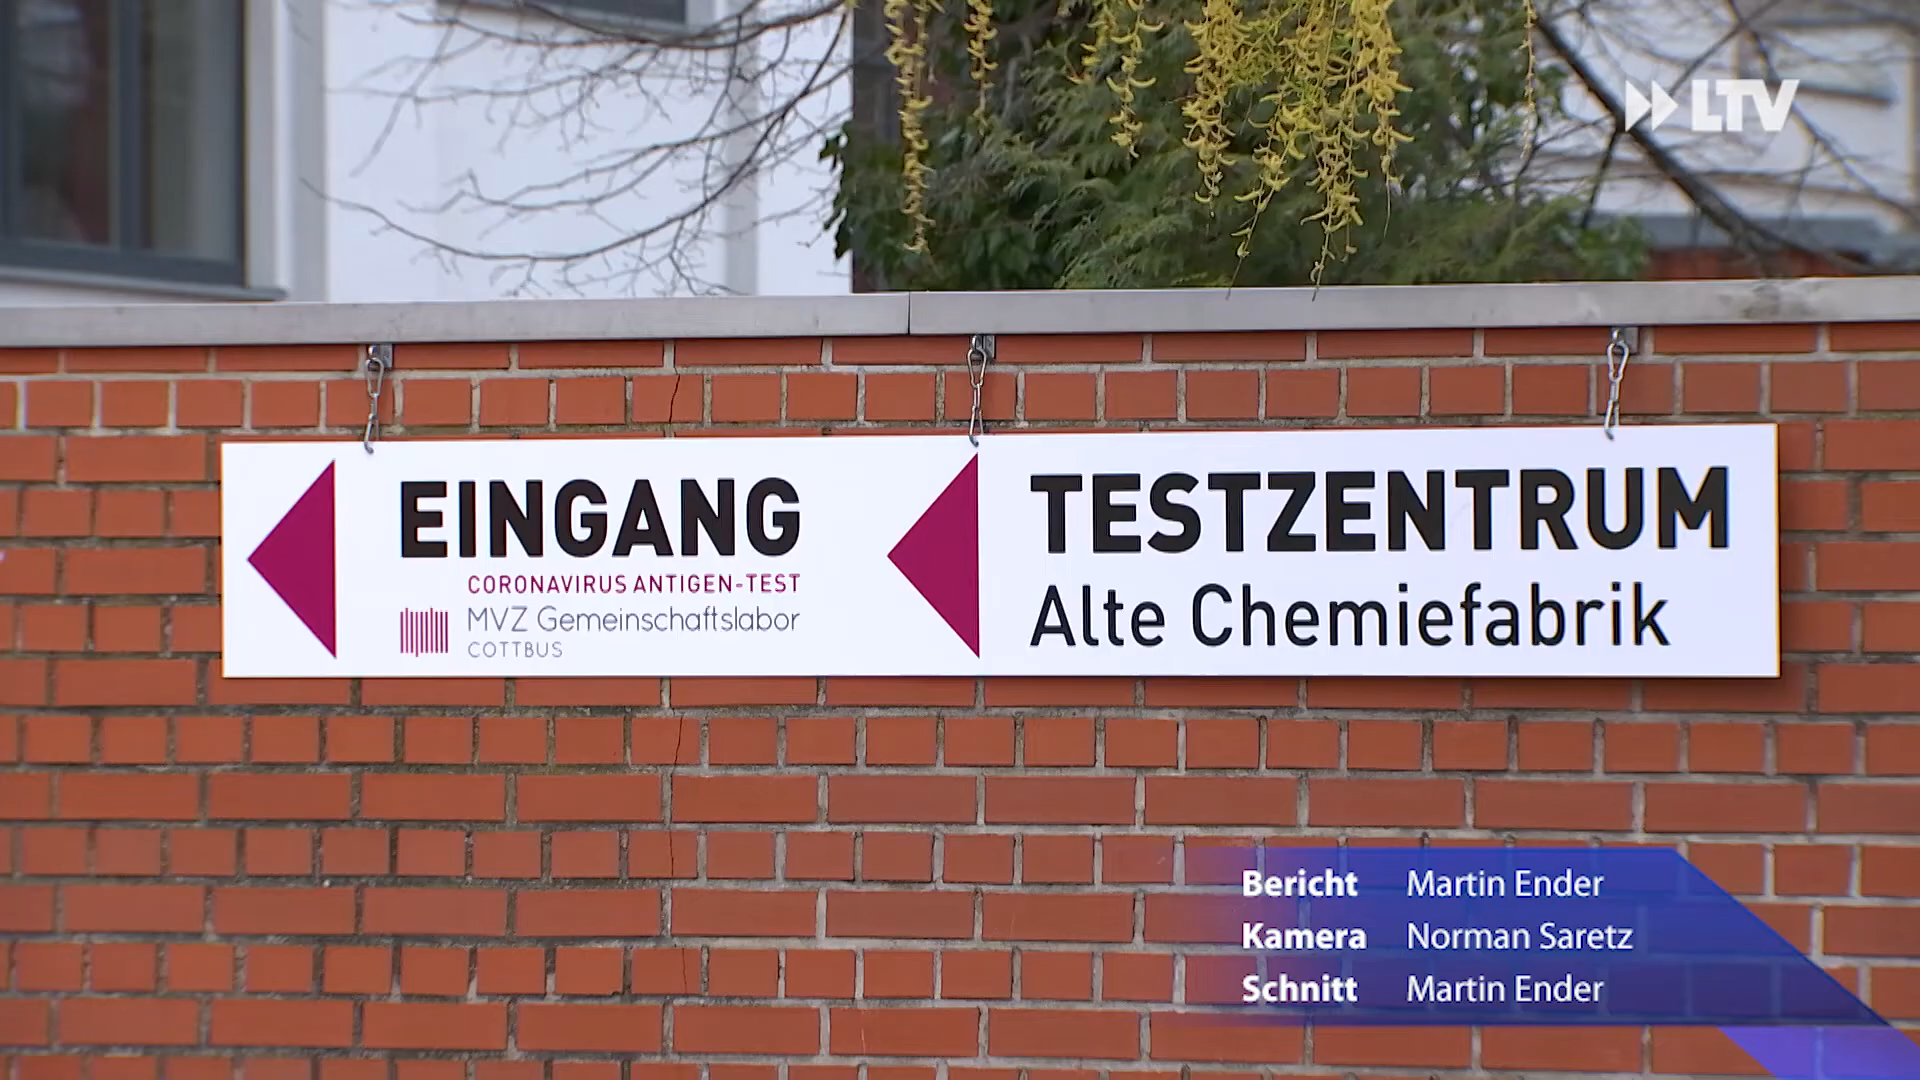 LTV
EINGANG
CORONAVIRUS ANTIGEN-TEST
MVZ Gemeinschaftslabor
COTTBUS
TESTZENTRUM
Alte Chemiefabrik
Bericht Martin Ender
Kamera Norman Saretz
Schnitt Martin Ender